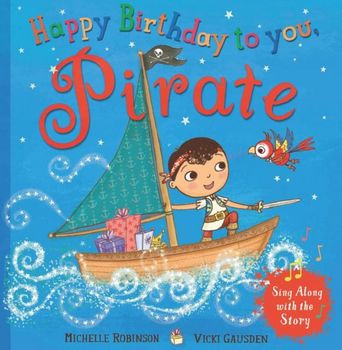 Happy Birthday to you,
Pirate
Sing Along
with the
Story
MICHELLE ROBINSON VICKI GAUSDEN